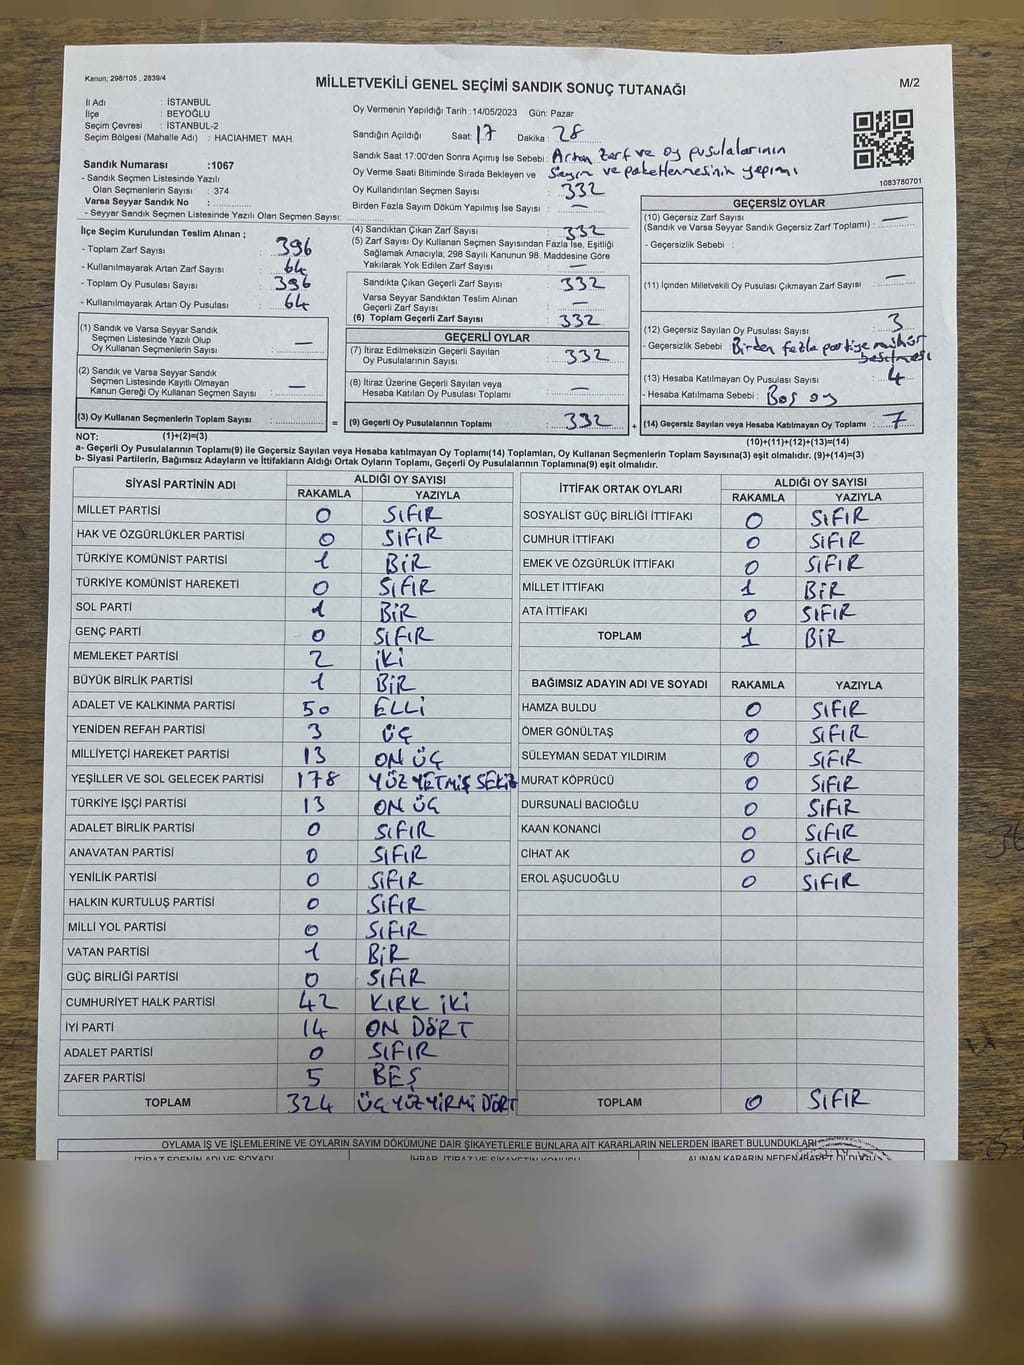 Kanun; 298/105 , 2839/4
MİLLETVEKİLİ GENEL SEÇİMİ SANDIK SONUÇ TUTANAĞI
M/2
İl Adı : İSTANBUL
İlçe : BEYOĞLU
Seçim Çevresi : İSTANBUL-2
Seçim Bölgesi (Mahalle Adı) : HACIAHMET MAH.
Sandık Numarası :1067
- Sandık Seçmen Listesinde Yazılı
Olan Seçmenlerin Sayısı : 374
Varsa Seyyar Sandık No :
- Seyyar Sandık Seçmen Listesinde Yazılı Olan Seçmen Sayısı:
Oy Vermenin Yapıldığı Tarih :14/05/2023 Gün: Pazar
Sandığın Açıldığı Saat: 17 Dakika: 28
Sandık Saat 17:00'den Sonra Açımış İse Sebebi: Artan zarf ve oy pusulalarının
Oy Verme Saati Bitiminde Sırada Bekleyen ve sayım ve paketlenmesinin yapımı
Oy Kullandırılan Seçmen Sayısı : 332
Birden Fazla Sayım Döküm Yapılmış İse Sayısı : —
1083780701
İlçe Seçim Kurulundan Teslim Alınan ;
- Toplam Zarf Sayısı : 396
- Kullanılmayarak Artan Zarf Sayısı : 64
- Toplam Oy Pusulası Sayısı : 396
- Kullanılmayarak Artan Oy Pusulası : 64
(1) Sandık ve Varsa Seyyar Sandık
Seçmen Listesinde Yazılı Olup
Oy Kullanan Seçmenlerin Sayısı : —
(2) Sandık ve Varsa Seyyar Sandık
Seçmen Listesinde Kayıtlı Olmayan
Kanun Gereği Oy Kullanan Seçmen Sayısı : —
(3) Oy Kullanan Seçmenlerin Toplam Sayısı :
(4) Sandıktan Çıkan Zarf Sayısı : 332
(5) Zarf Sayısı Oy Kullanan Seçmen Sayısından Fazla İse, Eşitliği
Sağlamak Amacıyla; 298 Sayılı Kanunun 98. Maddesine Göre
Yakılarak Yok Edilen Zarf Sayısı : —
Sandıkta Çıkan Geçerli Zarf Sayısı : 332
Varsa Seyyar Sandıktan Teslim Alınan
Geçerli Zarf Sayısı : —
(6) Toplam Geçerli Zarf Sayısı : 332
GEÇERLİ OYLAR
(7) İtiraz Edilmeksizin Geçerli Sayılan
Oy Pusulalarının Sayısı : 332
(8) İtiraz Üzerine Geçerli Sayılan veya
Hesaba Katılan Oy Pusulası Toplamı : —
= (9) Geçerli Oy Pusulalarının Toplamı : 332 +
GEÇERSİZ OYLAR
(10) Geçersiz Zarf Sayısı
(Sandık ve Varsa Seyyar Sandık Geçersiz Zarf Toplamı) : —
- Geçersizlik Sebebi :
(11) İçinden Milletvekili Oy Pusulası Çıkmayan Zarf Sayısı : —
(12) Geçersiz Sayılan Oy Pusulası Sayısı : 3
- Geçersizlik Sebebi : Birden fazla partiye mühür
basılması
(13) Hesaba Katılmayan Oy Pusulası Sayısı : 4
- Hesaba Katılmama Sebebi : Boş oy
(14) Geçersiz Sayılan veya Hesaba Katılmayan Oy Toplamı : 7
NOT: (1)+(2)=(3)
(10)+(11)+(12)+(13)=(14)
a- Geçerli Oy Pusulalarının Toplamı(9) ile Geçersiz Sayılan veya Hesaba katılmayan Oy Toplamı(14) Toplamları, Oy Kullanan Seçmenlerin Toplam Sayısına(3) eşit olmalıdır. (9)+(14)=(3)
b- Siyasi Partilerin, Bağımsız Adayların ve İttifakların Aldığı Ortak Oyların Toplamı, Geçerli Oy Pusulalarının Toplamına(9) eşit olmalıdır.
SİYASİ PARTİNİN ADI ALDIĞI OY SAYISI
RAKAMLA YAZIYLA
MİLLET PARTİSİ 0 SIFIR
HAK VE ÖZGÜRLÜKLER PARTİSİ 0 SIFIR
TÜRKİYE KOMÜNİST PARTİSİ 1 BİR
TÜRKİYE KOMÜNİST HAREKETİ 0 SIFIR
SOL PARTİ 1 BİR
GENÇ PARTİ 0 SIFIR
MEMLEKET PARTİSİ 2 İKİ
BÜYÜK BİRLİK PARTİSİ 1 BİR
ADALET VE KALKINMA PARTİSİ 50 ELLİ
YENİDEN REFAH PARTİSİ 3 ÜÇ
MİLLİYETÇİ HAREKET PARTİSİ 13 ON ÜÇ
YEŞİLLER VE SOL GELECEK PARTİSİ 178 YÜZ YETMİŞ SEKİZ
TÜRKİYE İŞÇİ PARTİSİ 13 ON ÜÇ
ADALET BİRLİK PARTİSİ 0 SIFIR
ANAVATAN PARTİSİ 0 SIFIR
YENİLİK PARTİSİ 0 SIFIR
HALKIN KURTULUŞ PARTİSİ 0 SIFIR
MİLLİ YOL PARTİSİ 0 SIFIR
VATAN PARTİSİ 1 BİR
GÜÇ BİRLİĞİ PARTİSİ 0 SIFIR
CUMHURİYET HALK PARTİSİ 42 KIRK İKİ
İYİ PARTİ 14 ON DÖRT
ADALET PARTİSİ 0 SIFIR
ZAFER PARTİSİ 5 BEŞ
TOPLAM 324 ÜÇ YÜZ YİRMİ DÖRT
İTTİFAK ORTAK OYLARI ALDIĞI OY SAYISI
RAKAMLA YAZIYLA
SOSYALİST GÜÇ BİRLİĞİ İTTİFAKI 0 SIFIR
CUMHUR İTTİFAKI 0 SIFIR
EMEK VE ÖZGÜRLÜK İTTİFAKI 0 SIFIR
MİLLET İTTİFAKI 1 BİR
ATA İTTİFAKI 0 SIFIR
TOPLAM 1 BİR
BAĞIMSIZ ADAYIN ADI VE SOYADI RAKAMLA YAZIYLA
HAMZA BULDU 0 SIFIR
ÖMER GÖNÜLTAŞ 0 SIFIR
SÜLEYMAN SEDAT YILDIRIM 0 SIFIR
MURAT KÖPRÜCÜ 0 SIFIR
DURSUNALİ BACIOĞLU 0 SIFIR
KAAN KONANCİ 0 SIFIR
CİHAT AK 0 SIFIR
EROL AŞUCUOĞLU 0 SIFIR
TOPLAM 0 SIFIR
OYLAMA İŞ VE İŞLEMLERİNE VE OYLARIN SAYIM DÖKÜMÜNE DAİR ŞİKAYETLERLE BUNLARA AİT KARARLARIN NELERDEN İBARET BULUNDUKLARI
İTİRAZ EDENİN ADI VE SOYADI İHBAR, İTİRAZ VE ŞİKAYETİN KONUSU ALINAN KARARIN NEDEN İBARET OLDUĞU